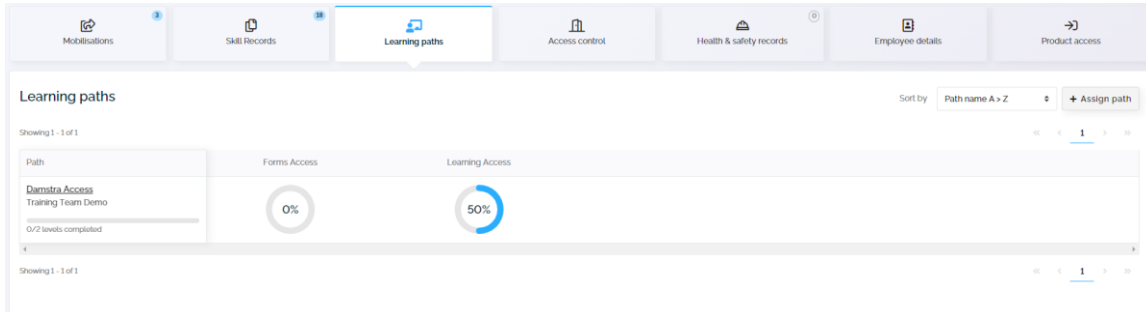 3
Mobilisations
18
Skill Records
Learning paths
Access control
0
Health & safety records
Employee details
Product access
Learning paths
Sort by Path name A > Z + Assign path
Showing 1 - 1 of 1
<< < 1 > >>
Path Forms Access Learning Access
Damstra Access
Training Team Demo
0% 50%
0/2 levels completed
Showing 1 - 1 of 1
<< < 1 > >>